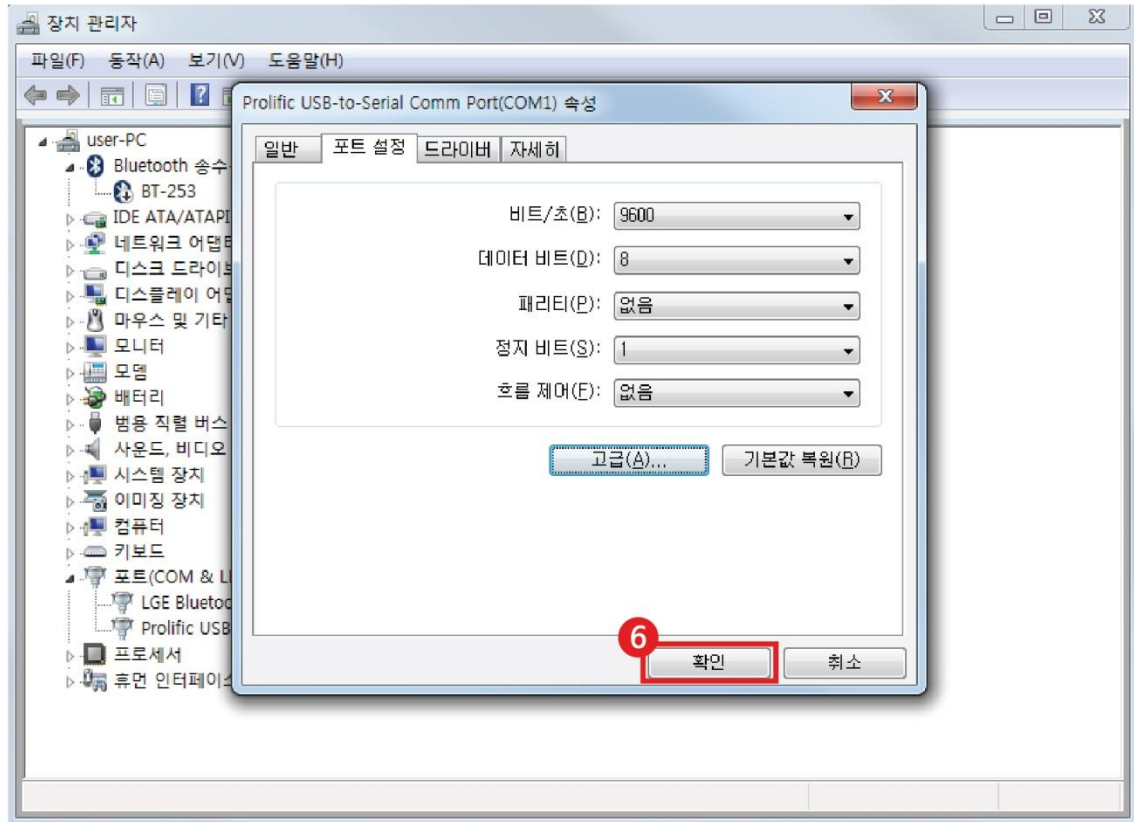 장치 관리자
파일(F) 동작(A) 보기(V) 도움말(H)
Prolific USB-to-Serial Comm Port(COM1) 속성
일반 포트 설정 드라이버 자세히
비트/초(B): 9600
데이터 비트(D): 8
패리티(P): 없음
정지 비트(S): 1
흐름 제어(F): 없음
고급(A)... 기본값 복원(R)
6
확인 취소
user-PC
Bluetooth 송수
BT-253
IDE ATA/ATAPI
네트워크 어댑
디스크 드라이
디스플레이 어
마우스 및 기타
모니터
모뎀
배터리
범용 직렬 버스
사운드, 비디오
시스템 장치
이미징 장치
컴퓨터
키보드
포트(COM & L
LGE Bluetoo
Prolific USB
프로세서
휴먼 인터페이스